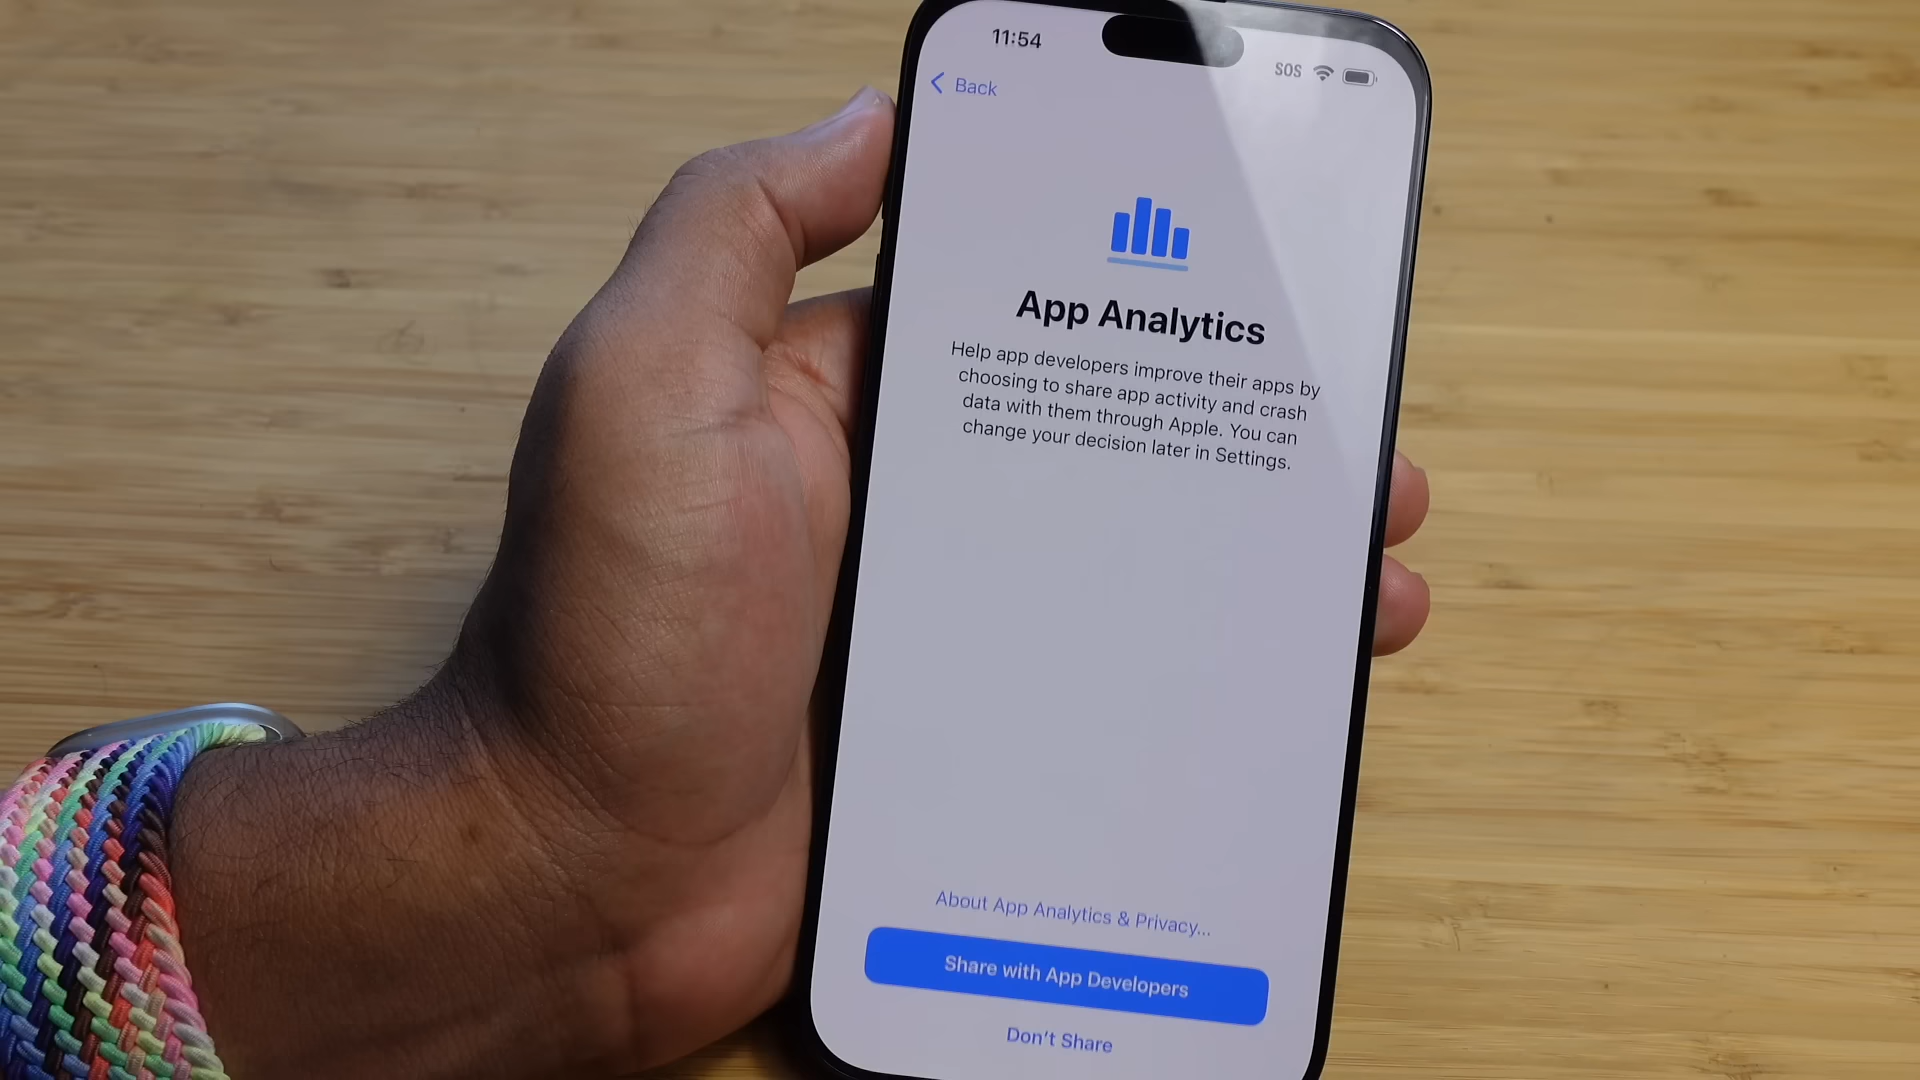 11:54
SOS
Back
App Analytics
Help app developers improve their apps by
choosing to share app activity and crash
data with them through Apple. You can
change your decision later in Settings.
About App Analytics & Privacy...
Share with App Developers
Don't Share